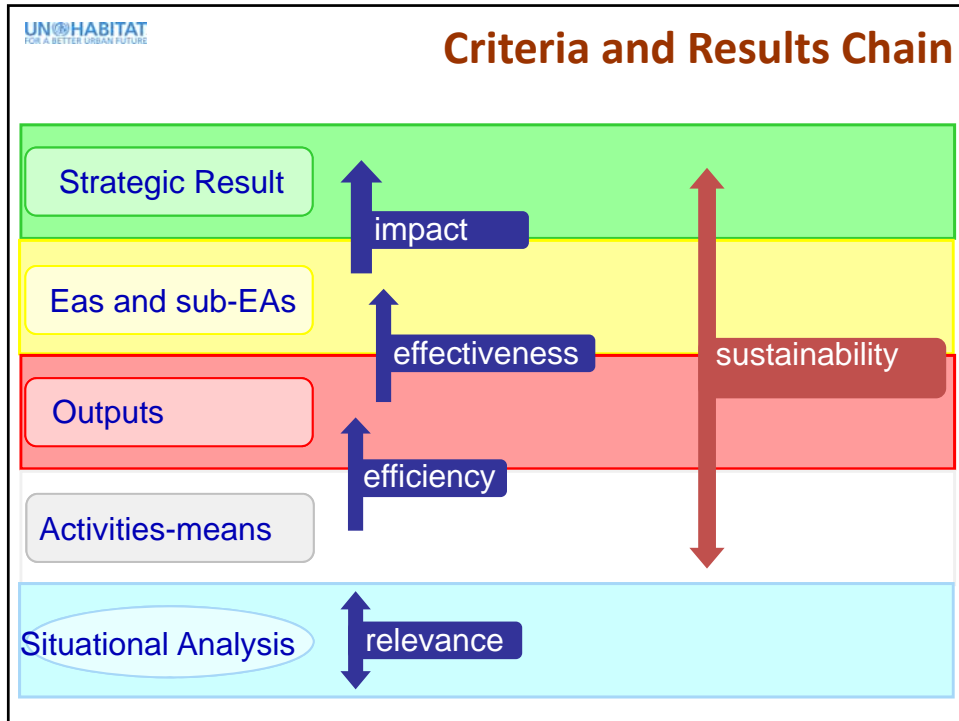 UN HABITAT
FOR A BETTER URBAN FUTURE
Criteria and Results Chain
Strategic Result
impact
Eas and sub-EAs
effectiveness
sustainability
Outputs
efficiency
Activities-means
Situational Analysis
relevance